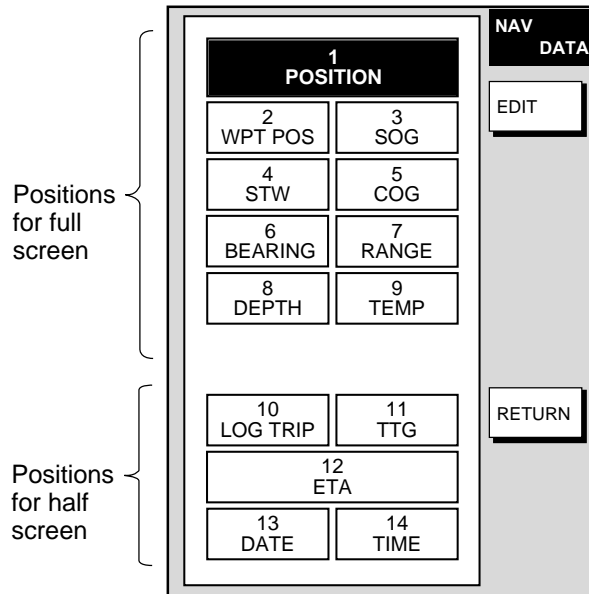 NAV
DATA
1
POSITION
EDIT
2
WPT POS
3
SOG
4
STW
5
COG
Positions
for full
screen
6
BEARING
7
RANGE
8
DEPTH
9
TEMP
10
LOG TRIP
11
TTG
RETURN
Positions
for half
screen
12
ETA
13
DATE
14
TIME